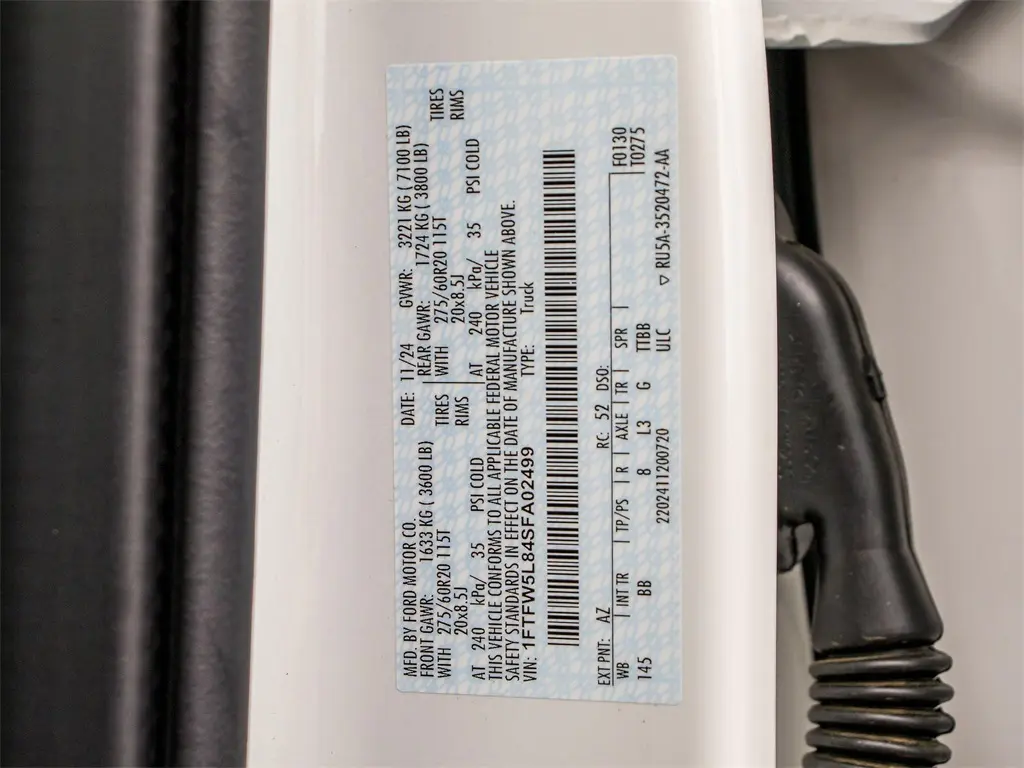 MFD. BY FORD MOTOR CO. DATE: 11/24 GVWR: 3221 KG ( 7100 LB)
FRONT GAWR: 1633 KG ( 3600 LB) REAR GAWR: 1724 KG ( 3800 LB)
WITH 275/60R20 115T TIRES WITH 275/60R20 115T TIRES
20x8.5J RIMS 20x8.5J RIMS
AT 240 kPa/ 35 PSI COLD AT 240 kPa/ 35 PSI COLD
THIS VEHICLE CONFORMS TO ALL APPLICABLE FEDERAL MOTOR VEHICLE
SAFETY STANDARDS IN EFFECT ON THE DATE OF MANUFACTURE SHOWN ABOVE.
VIN: 1FTFW5L84SFA02499 TYPE: Truck
EXT PNT: AZ RC: 52 DSO: F0130
WB INT TR TP/PS R AXLE TR SPR T0275
145 BB 8 L3 G TTBB
22024111200720 ULC ▽ RU5A-3520472-AA